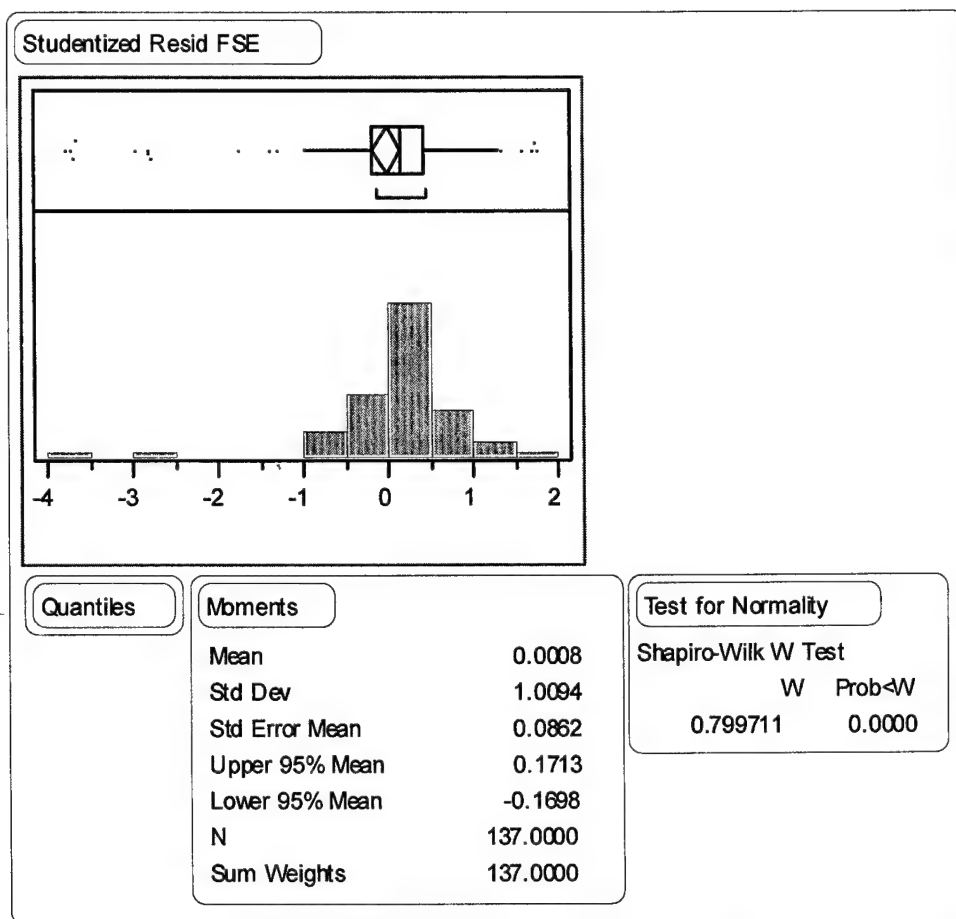 Studentized Resid FSE
-4 -3 -2 -1 0 1 2
Quantiles
Moments
Mean 0.0008
Std Dev 1.0094
Std Error Mean 0.0862
Upper 95% Mean 0.1713
Lower 95% Mean -0.1698
N 137.0000
Sum Weights 137.0000
Test for Normality
Shapiro-Wilk W Test
W Prob<W
0.799711 0.0000